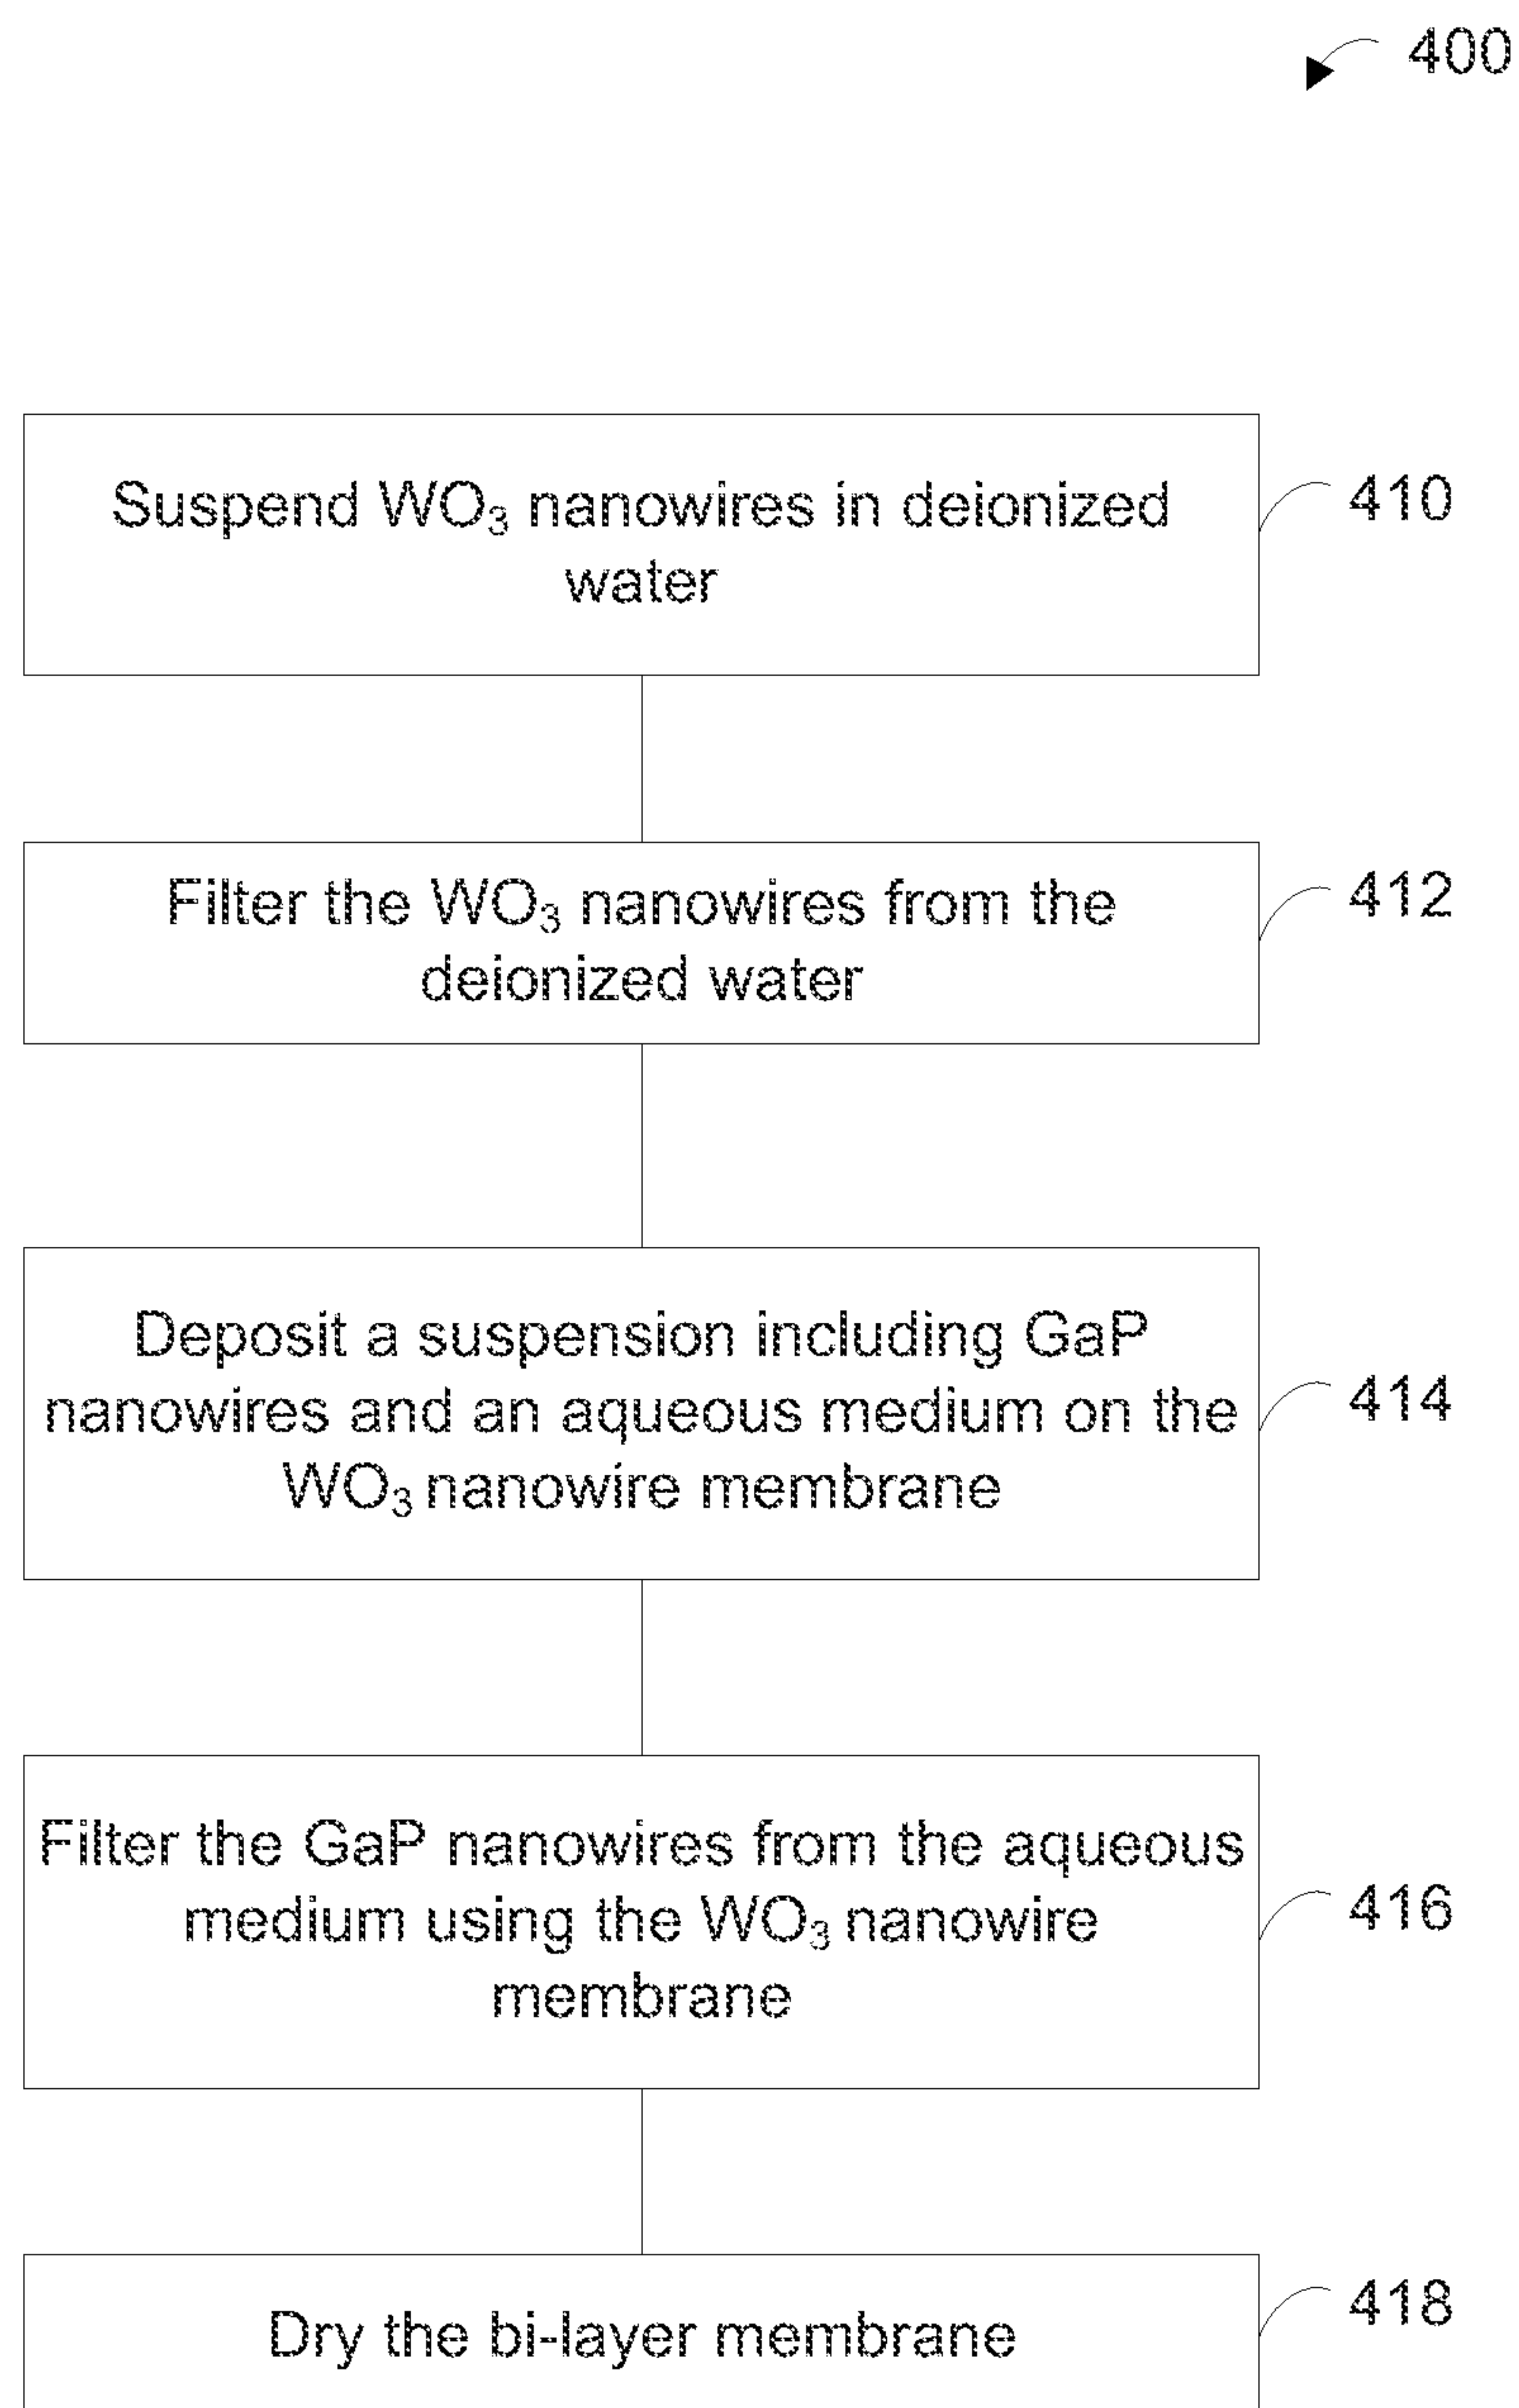 400
Suspend WO₃ nanowires in deionized
water
410
Filter the WO₃ nanowires from the
deionized water
412
Deposit a suspension including GaP
nanowires and an aqueous medium on the
WO₃ nanowire membrane
414
Filter the GaP nanowires from the aqueous
medium using the WO₃ nanowire
membrane
416
Dry the bi-layer membrane
418